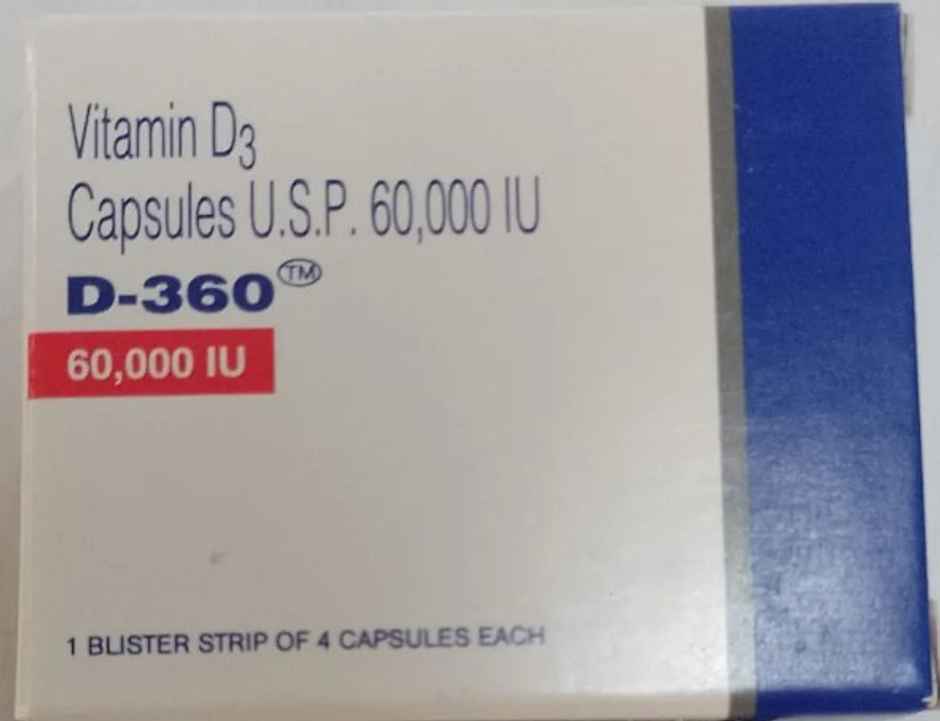 Vitamin D3
Capsules U.S.P. 60,000 IU
D-360™
60,000 IU
1 BLISTER STRIP OF 4 CAPSULES EACH